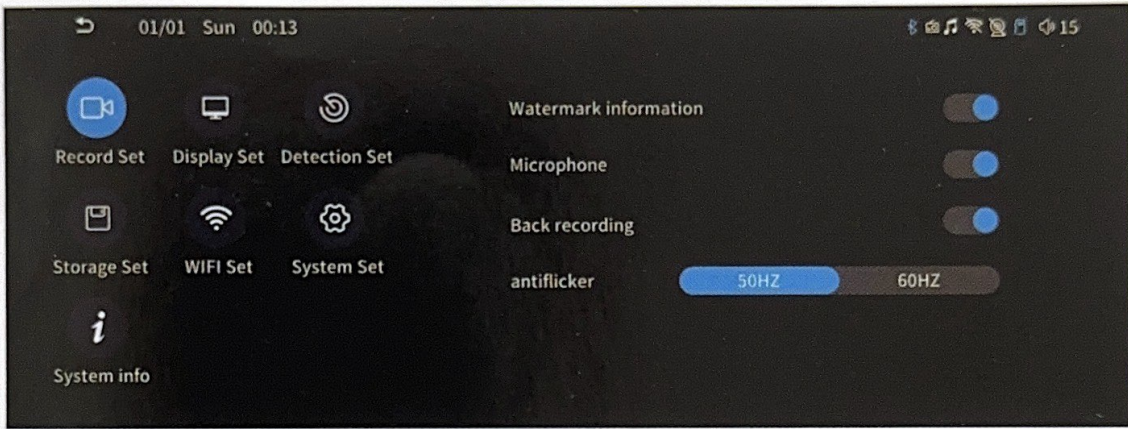 01/01 Sun 00:13 15
Record Set Display Set Detection Set
Storage Set WIFI Set System Set
i
System info
Watermark information
Microphone
Back recording
antiflicker 50HZ 60HZ